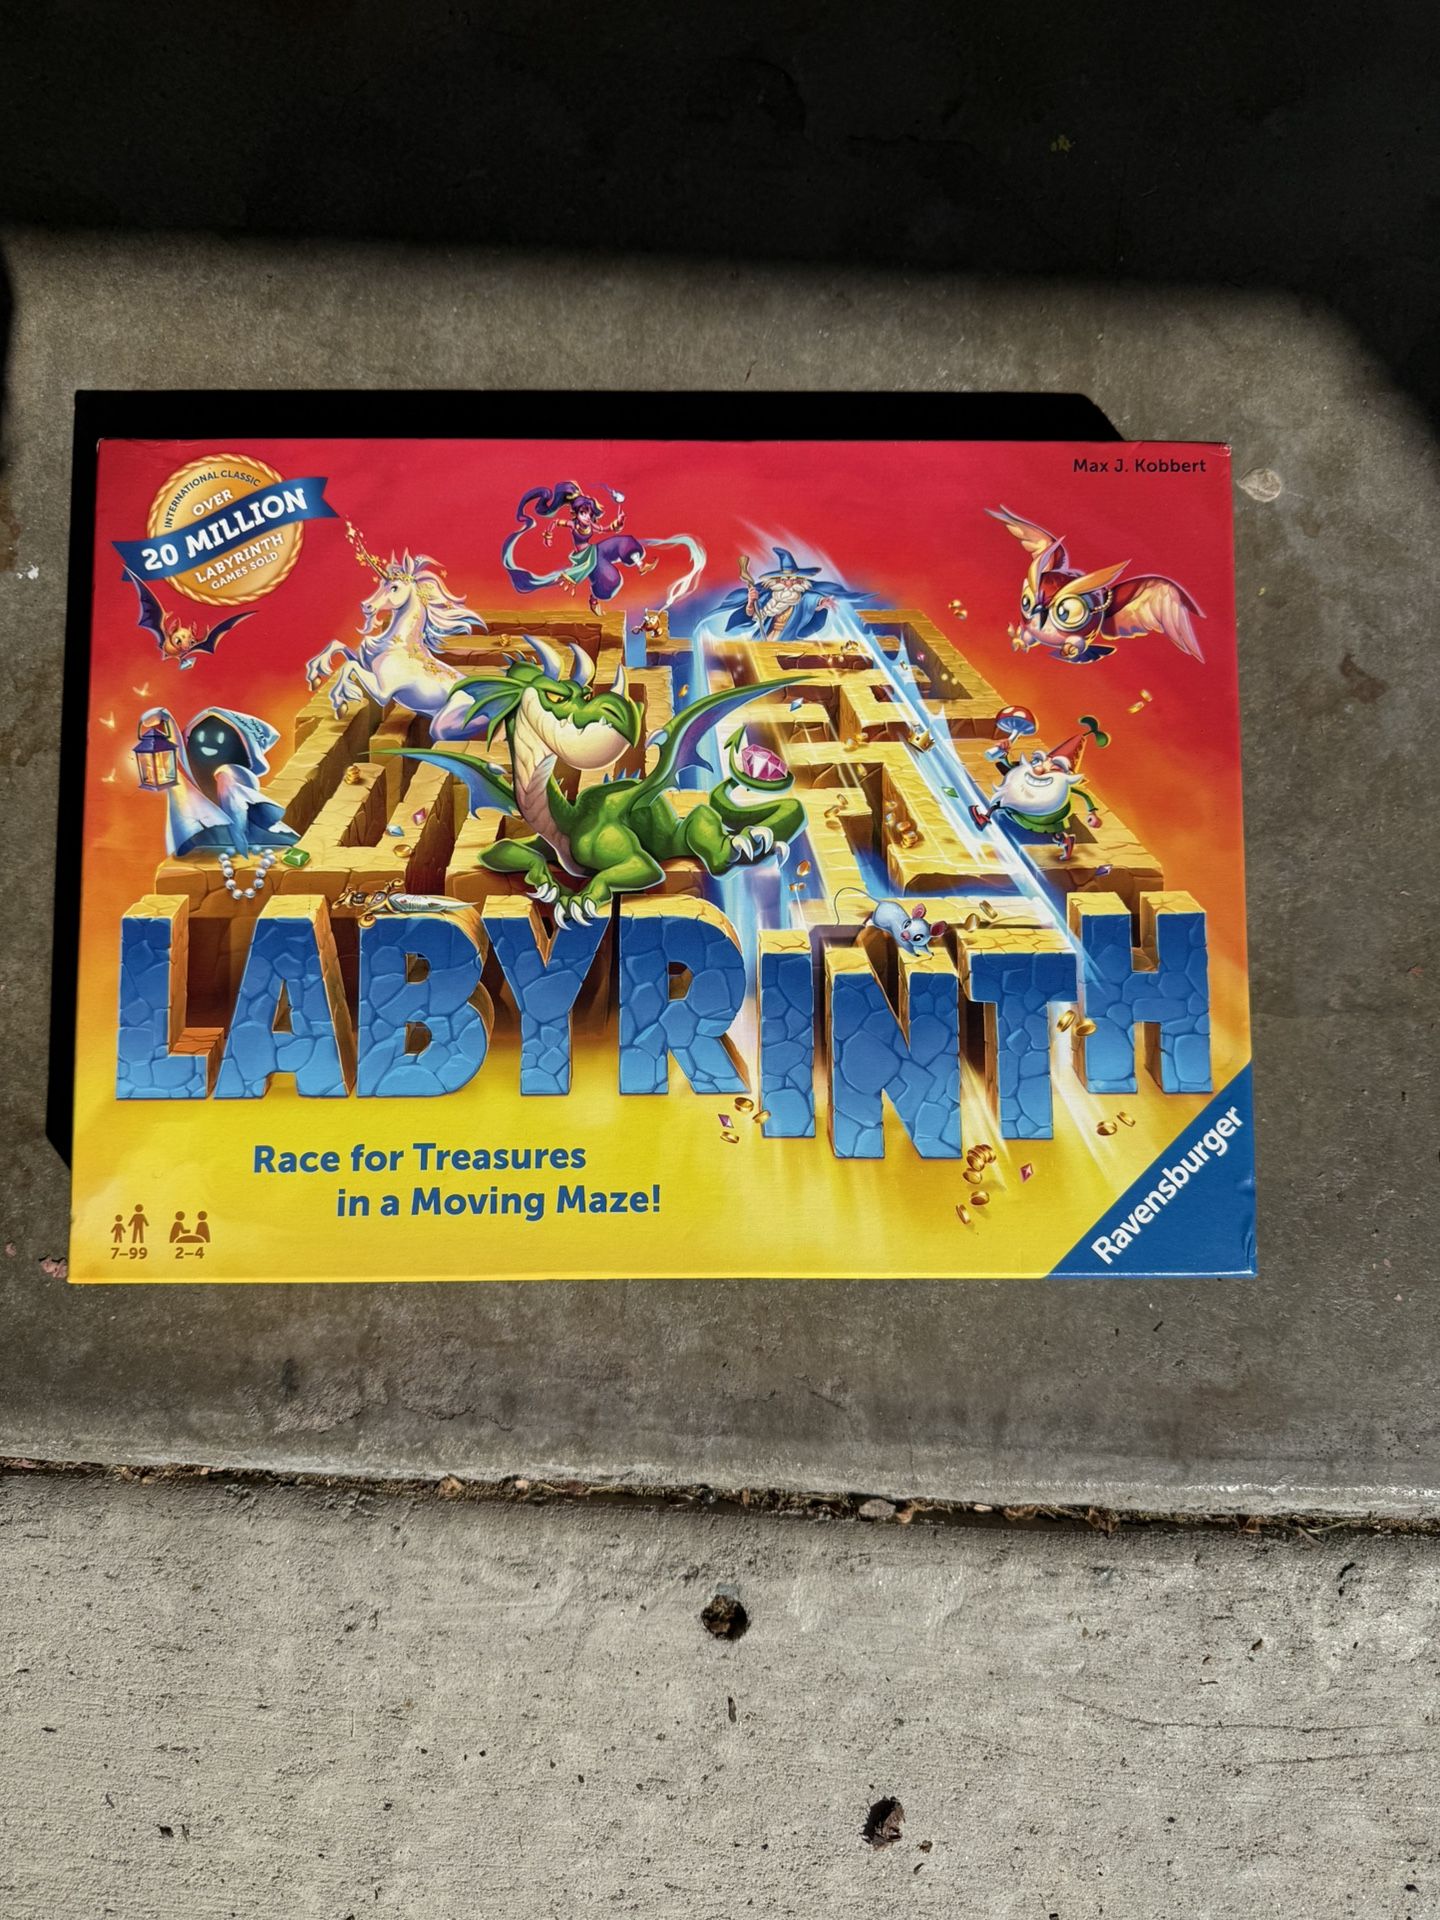 INTERNATIONAL CLASSIC
OVER
20 MILLION
LABYRINTH
GAMES SOLD
Max J. Kobbert
LABYRINTH
Race for Treasures
in a Moving Maze!
7–99
2–4
Ravensburger